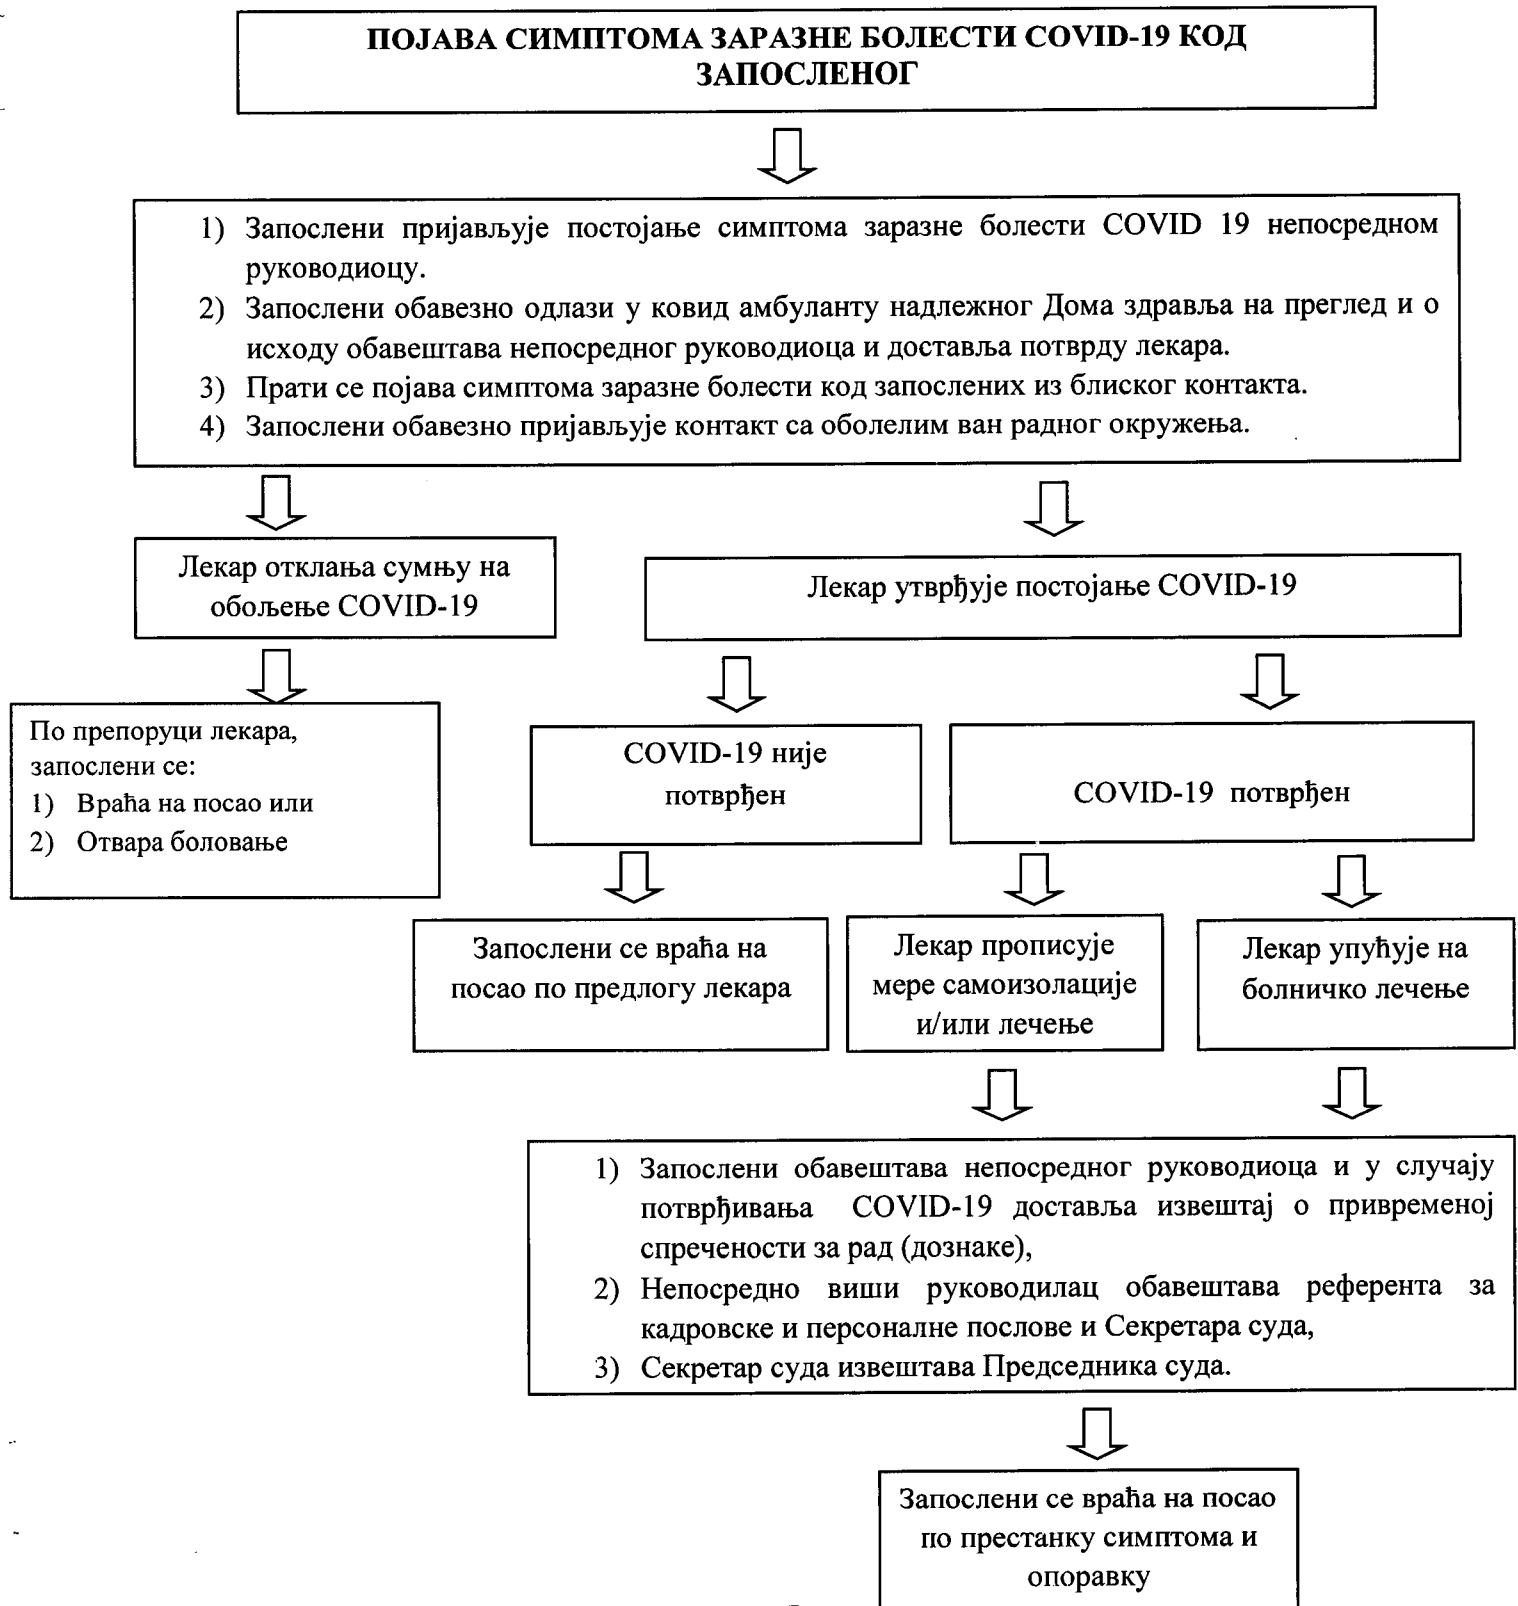 ПОЈАВА СИМПТОМА ЗАРАЗНЕ БОЛЕСТИ COVID-19 КОД
ЗАПОСЛЕНОГ
1) Запослени пријављује постојање симптома заразне болести COVID 19 непосредном
руководиоцу.
2) Запослени обавезно одлази у ковид амбуланту надлежног Дома здравља на преглед и о
исходу обавештава непосредног руководиоца и доставља потврду лекара.
3) Прати се појава симптома заразне болести код запослених из блиског контакта.
4) Запослени обавезно пријављује контакт са оболелим ван радног окружења.
Лекар отклања сумњу на
обољење COVID-19
Лекар утврђује постојање COVID-19
По препоруци лекара,
запослени се:
1) Враћа на посао или
2) Отвара боловање
COVID-19 није
потврђен
COVID-19 потврђен
Запослени се враћа на
посао по предлогу лекара
Лекар прописује
мере самоизолације
и/или лечење
Лекар упућује на
болничко лечење
1) Запослени обавештава непосредног руководиоца и у случају
потврђивања COVID-19 доставља извештај о привременој
спречености за рад (дознаке),
2) Непосредно виши руководилац обавештава референта за
кадровске и персоналне послове и Секретара суда,
3) Секретар суда извештава Председника суда.
Запослени се враћа на посао
по престанку симптома и
опоравку